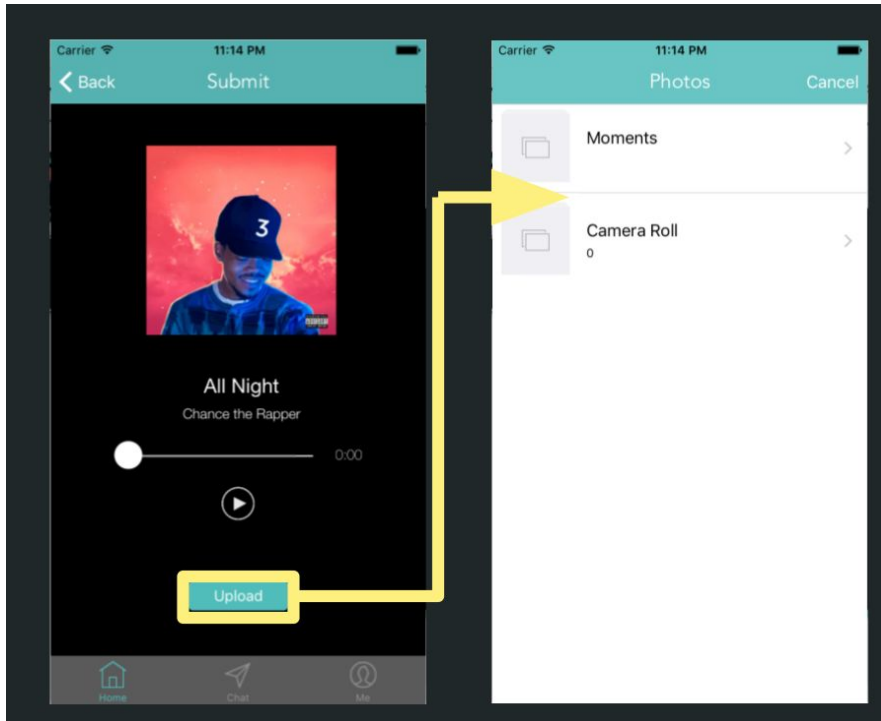 Carrier
11:14 PM
Back
Submit
3
All Night
Chance the Rapper
0:00
Upload
Home
Chat
Me
Carrier
11:14 PM
Photos
Cancel
Moments
Camera Roll
0